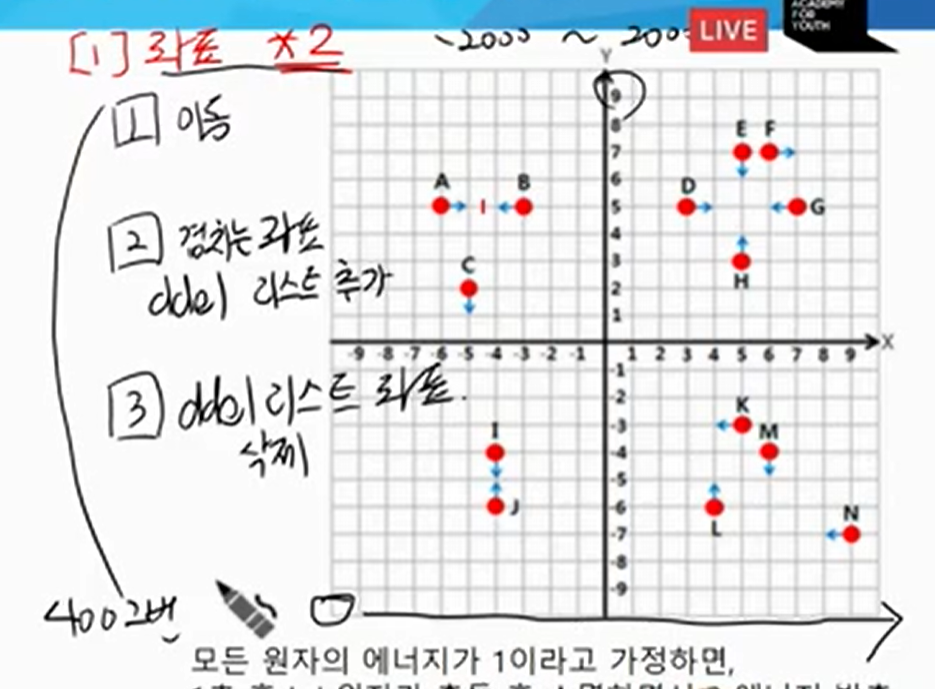 ACADEMY
FOR
YOUTH
LIVE
[1] 좌표 *2
-2000 ~ 200
1 이동
2 겹치는 좌표
del 리스트 추가
3 del 리스트 좌표.
삭제
4002번
Y
9
8
7
6
5
4
3
2
1
-9 -8 -7 -6 -5 -4 -3 -2 -1 1 2 3 4 5 6 7 8 9 X
-1
-2
-3
-4
-5
-6
-7
-8
-9
E F
A B D G
C H
K
I M
J L N
모든 원자의 에너지가 1이라고 가정하면,